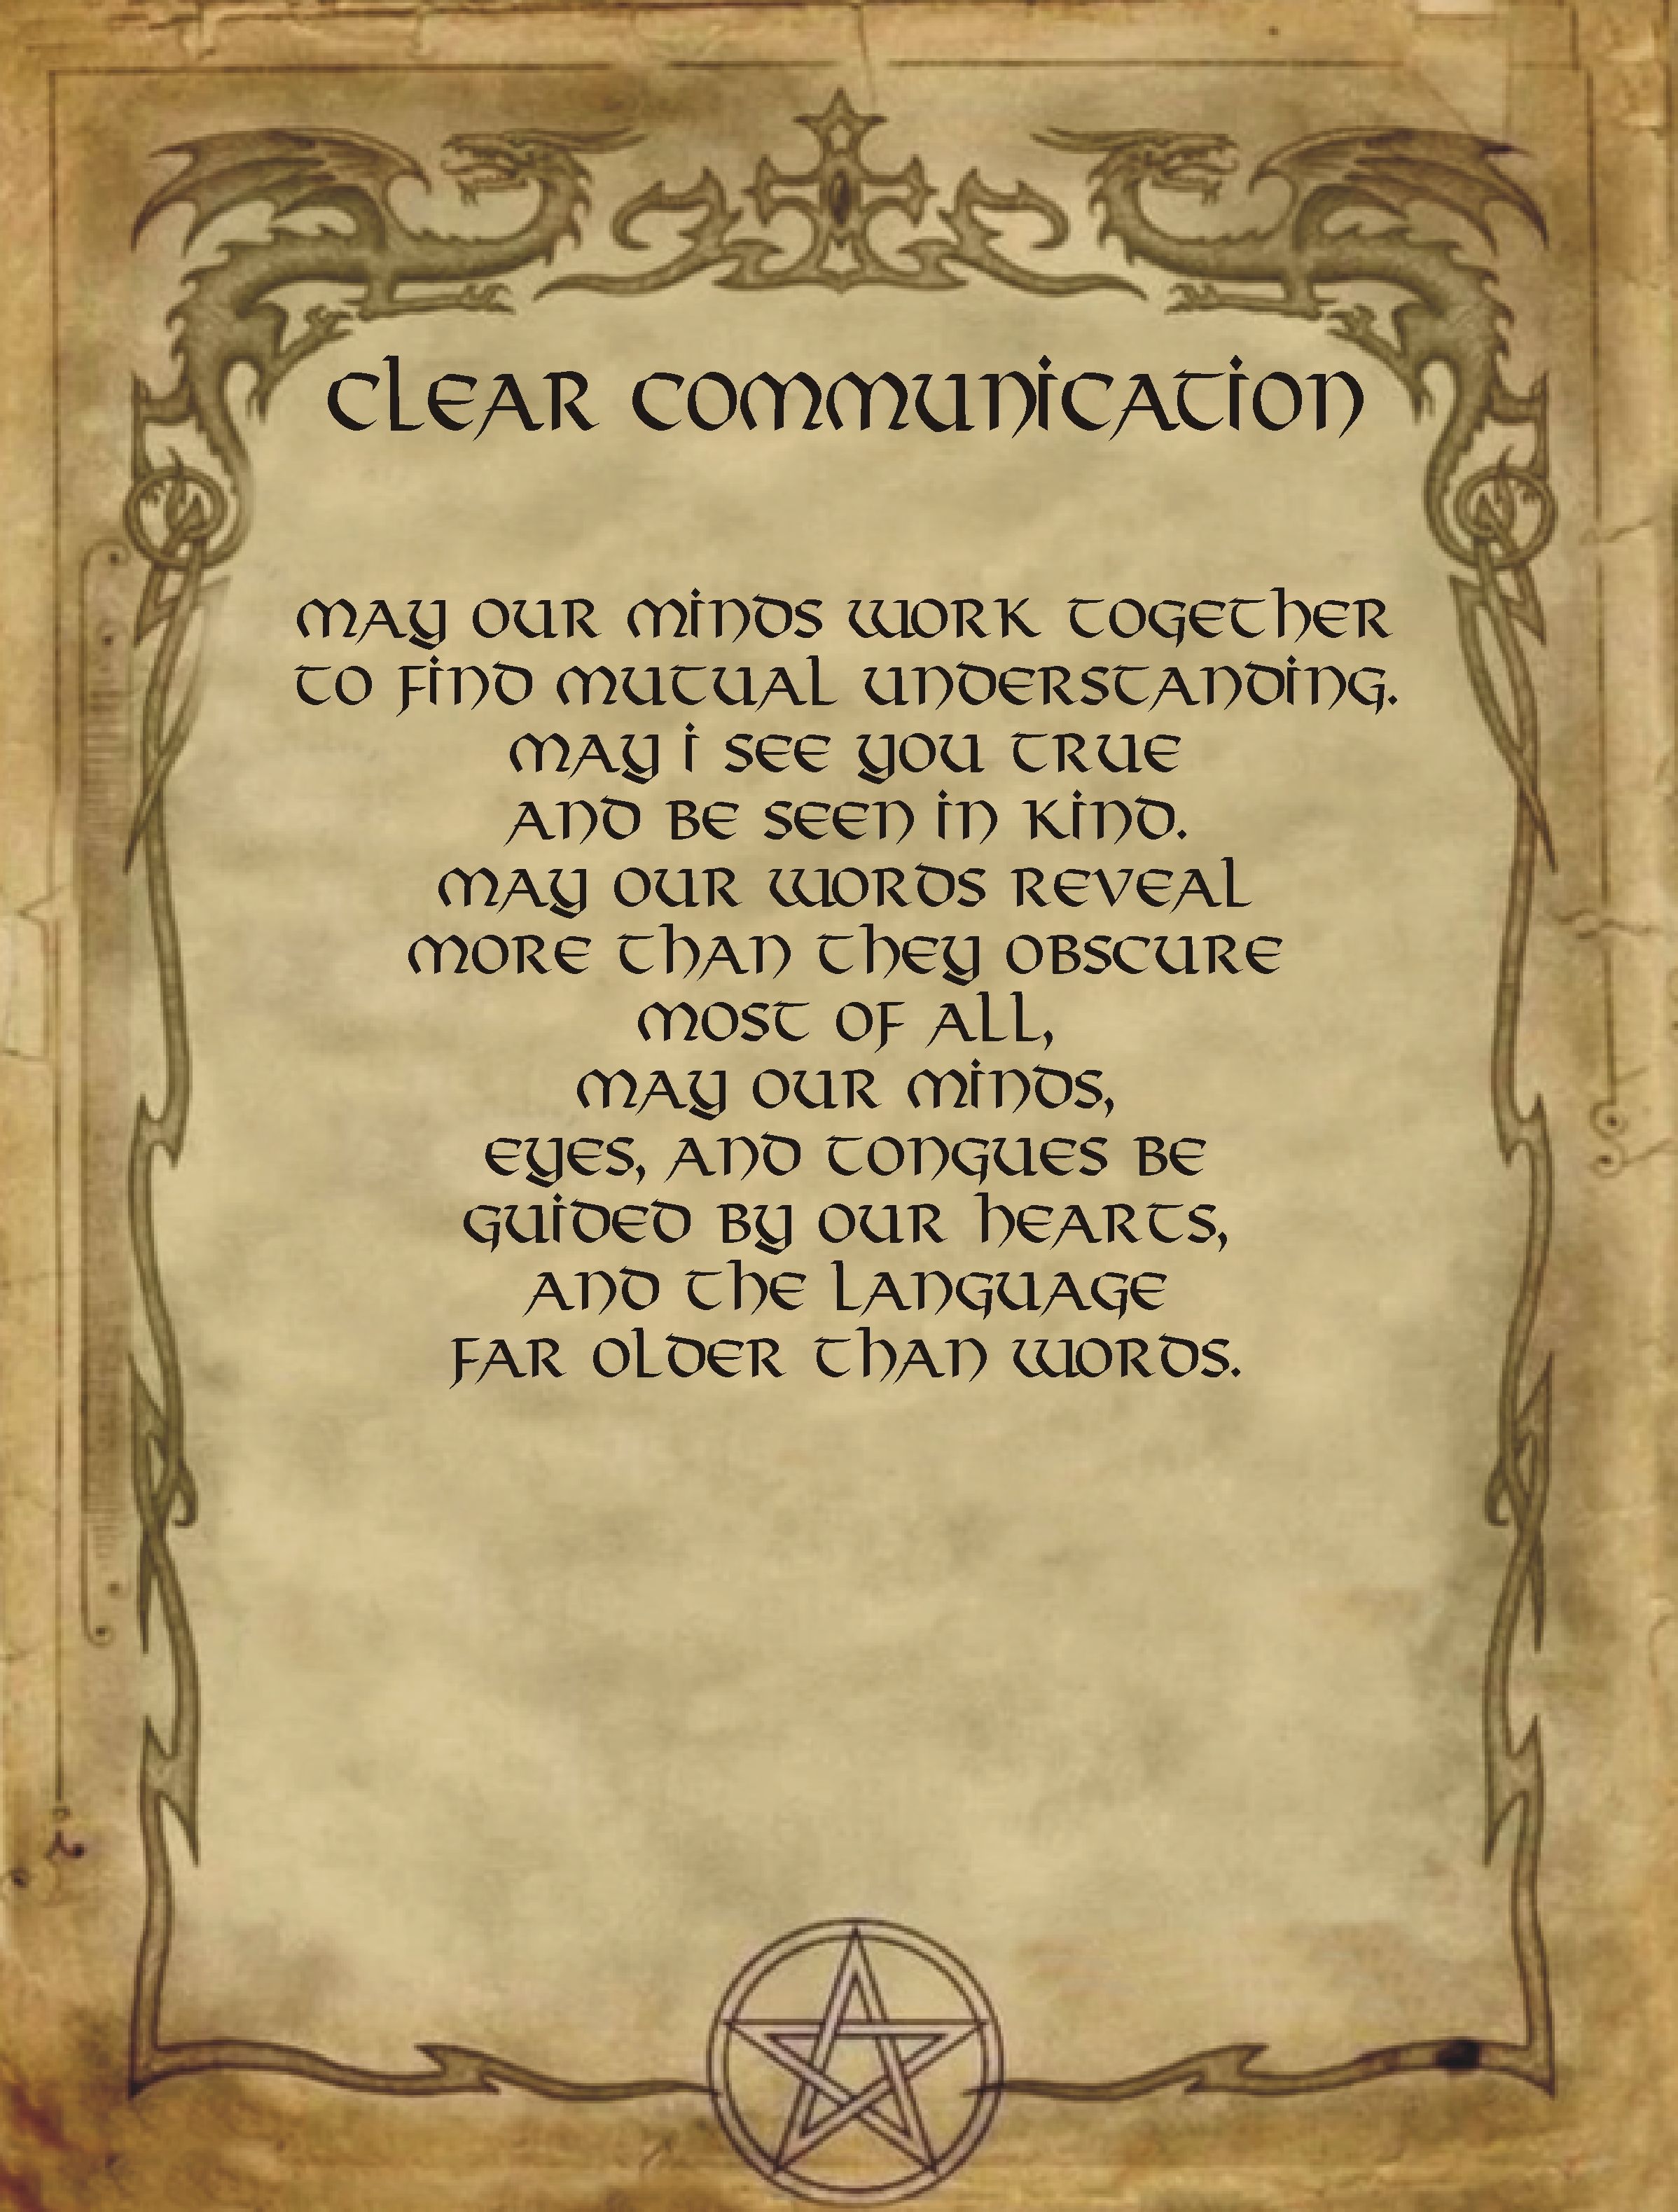 Clear Communication
May our minds work together
to find mutual understanding.
May i see you true
and be seen in kind.
May our words reveal
more than they obscure
most of all,
may our minds,
eyes, and tongues be
guided by our hearts,
and the language
far older than words.